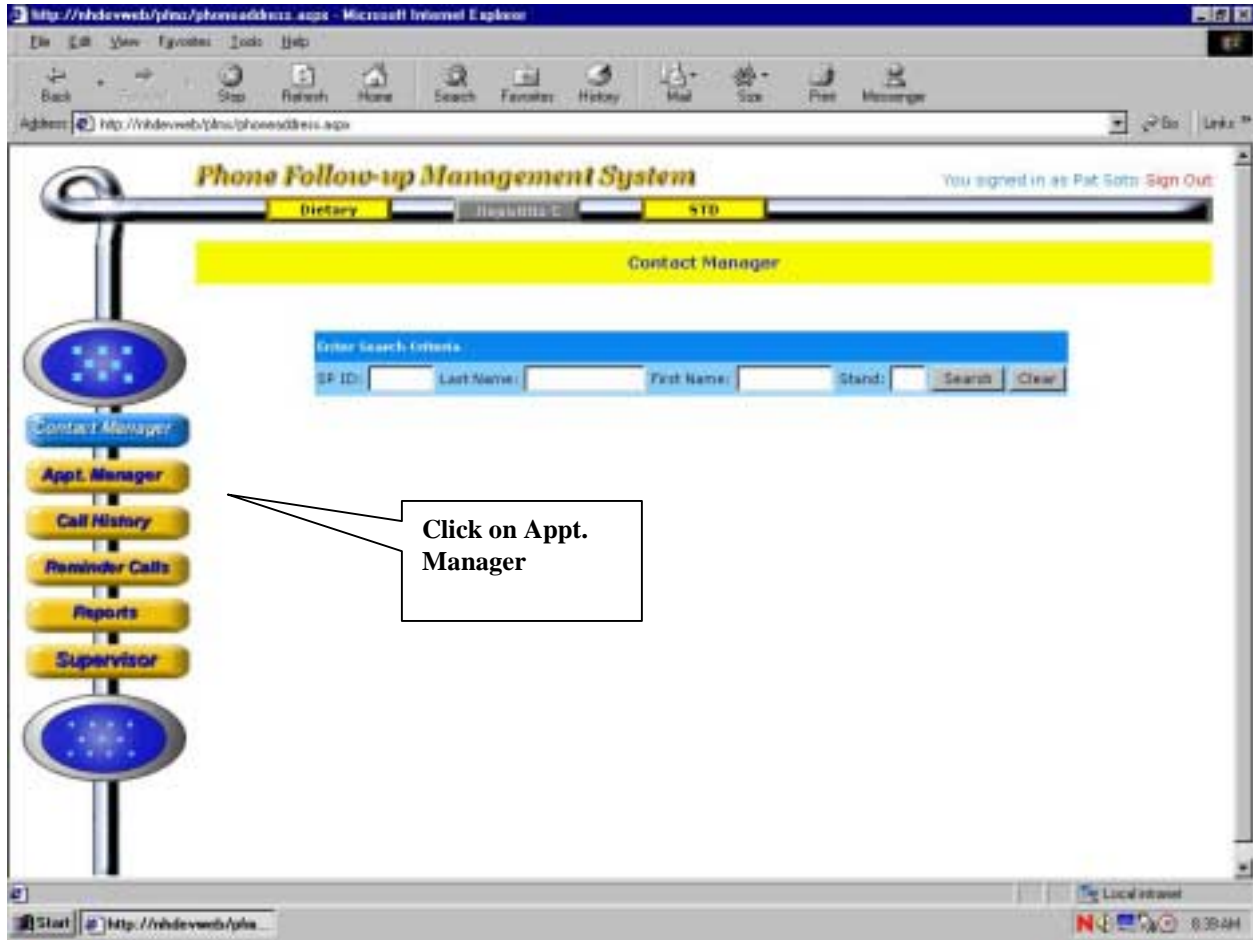 http://nhdevweb/pfms/phoneaddress.aspx - Microsoft Internet Explorer
File Edit View Favorites Tools Help
Back Forward Stop Refresh Home Search Favorites History Mail Size Print Messenger
Address http://nhdevweb/pfms/phoneaddress.aspx Go Links »
Phone Follow-up Management System
You signed in as Pat Soto Sign Out
Dietary Hepatitis C STD
Contact Manager
Enter Search Criteria
SP ID: Last Name: First Name: Stand: Search Clear
Contact Manager
Appt. Manager
Call History
Reminder Calls
Reports
Supervisor
Click on Appt.
Manager
Local intranet
Start http://nhdevweb/pfm... 8:39 AM